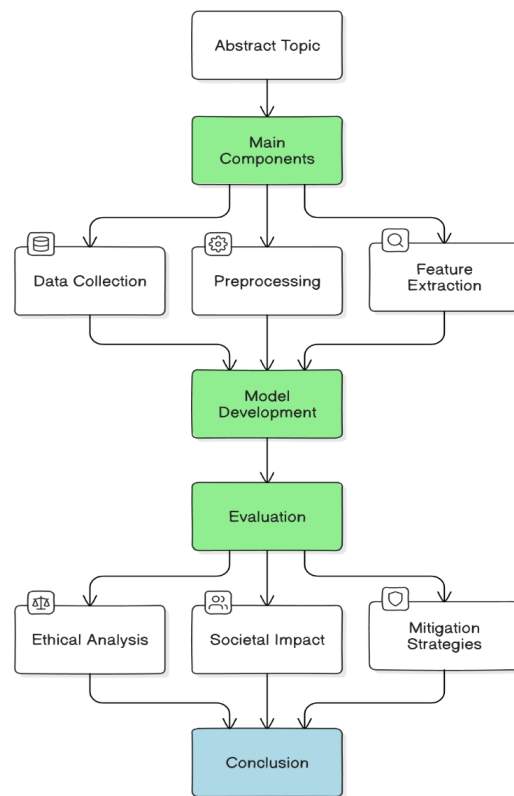 Abstract Topic
Main
Components
Data Collection
Preprocessing
Feature
Extraction
Model
Development
Evaluation
Ethical Analysis
Societal Impact
Mitigation
Strategies
Conclusion